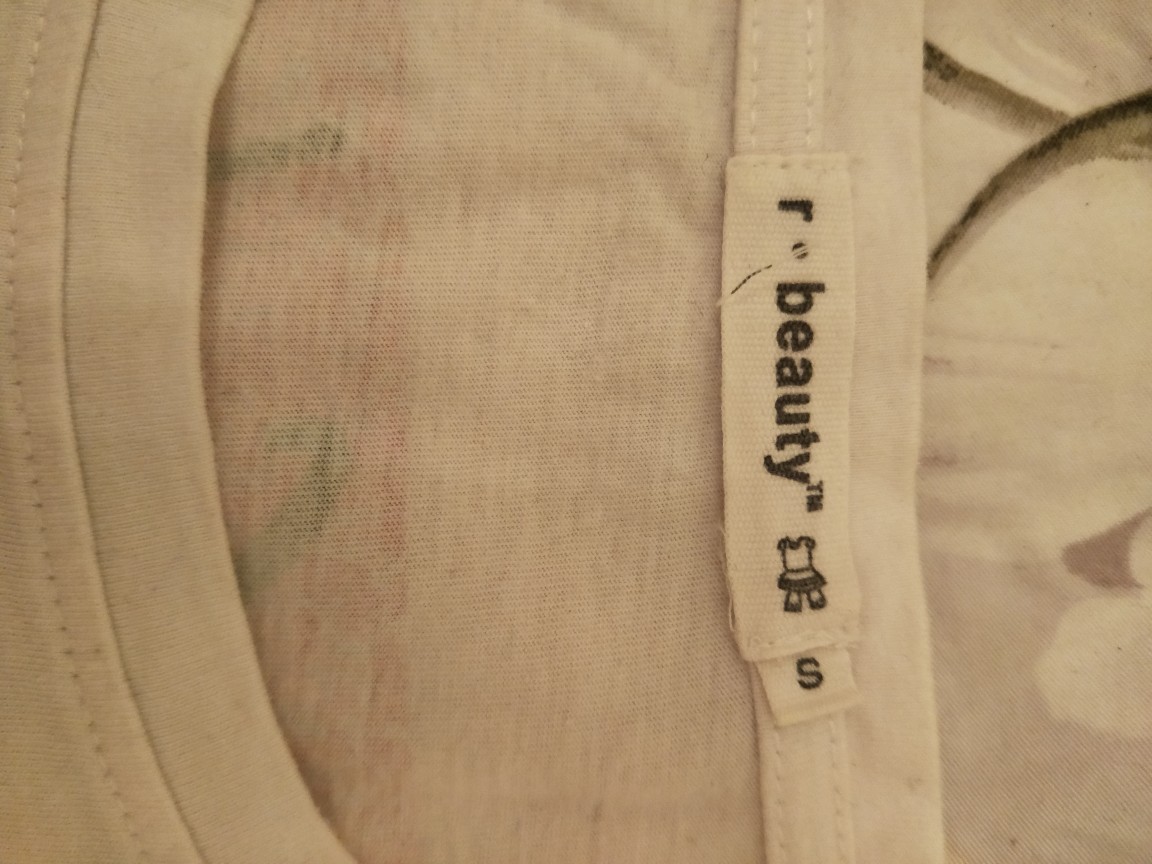 r • beauty™
S